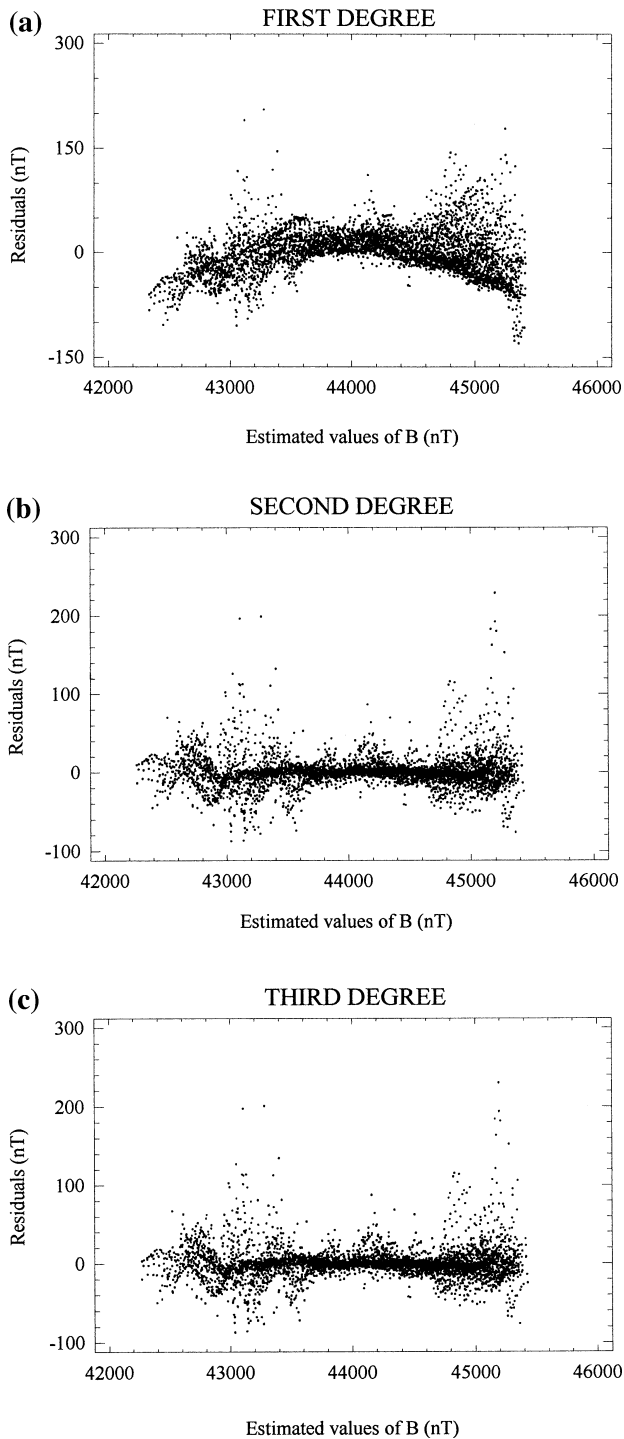 (a)
FIRST DEGREE
300
150
0
-150
Residuals (nT)
42000 43000 44000 45000 46000
Estimated values of B (nT)
(b)
SECOND DEGREE
300
200
100
0
-100
Residuals (nT)
42000 43000 44000 45000 46000
Estimated values of B (nT)
(c)
THIRD DEGREE
300
200
100
0
-100
Residuals (nT)
42000 43000 44000 45000 46000
Estimated values of B (nT)